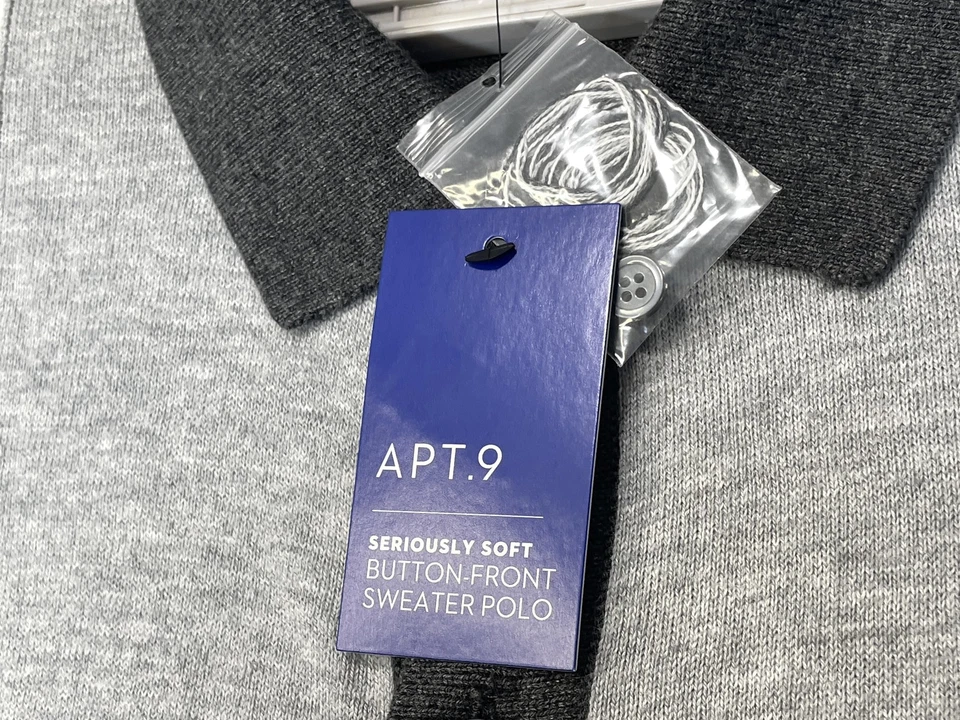 APT.9
SERIOUSLY SOFT
BUTTON-FRONT
SWEATER POLO